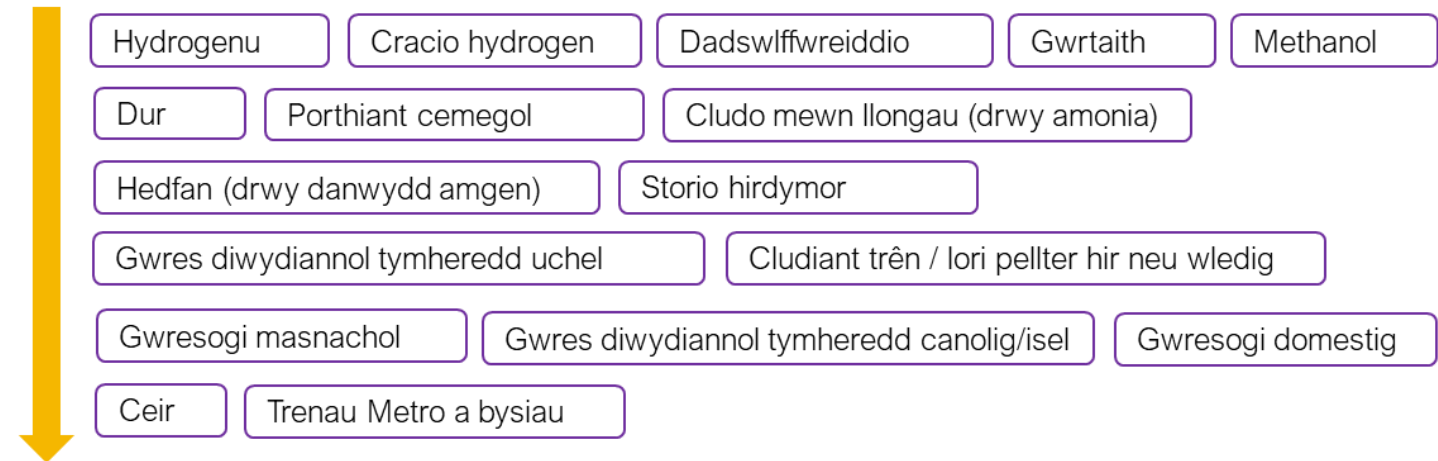 Hydrogenu Cracio hydrogen Dadswlffwreiddio Gwrtaith Methanol
Dur Porthiant cemegol Cludo mewn llongau (drwy amonia)
Hedfan (drwy danwydd amgen) Storio hirdymor
Gwres diwydiannol tymheredd uchel Cludiant trên / lori pellter hir neu wledig
Gwresogi masnachol Gwres diwydiannol tymheredd canolig/isel Gwresogi domestig
Ceir Trenau Metro a bysiau